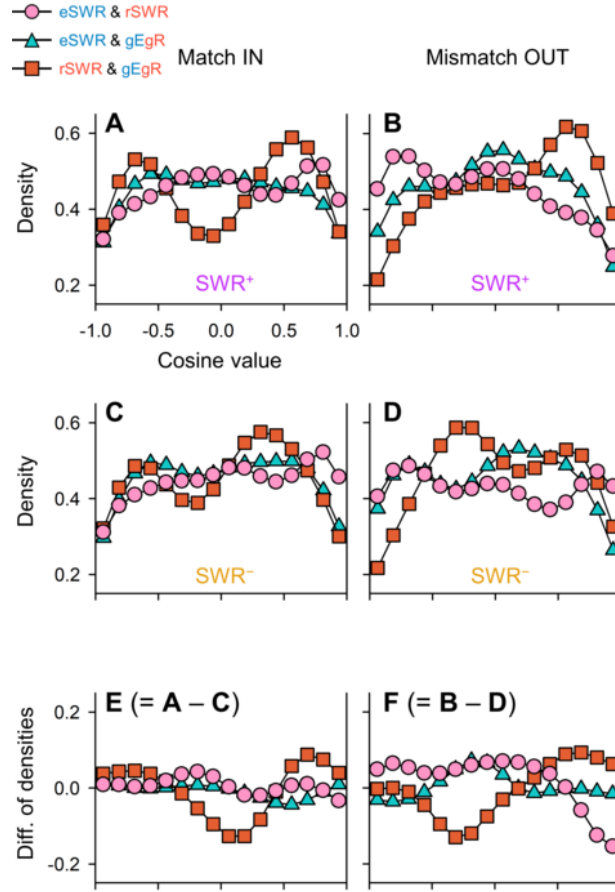 eSWR & rSWR
eSWR & gEgR
rSWR & gEgR
Match IN
Mismatch OUT
A
B
0.6
Density
0.4
0.2
SWR⁺
SWR⁺
-1.0 -0.5 0.0 0.5 1.0
Cosine value
C
D
0.6
Density
0.4
0.2
SWR⁻
SWR⁻
E (= A – C)
F (= B – D)
0.2
Diff. of densities
0.0
-0.2